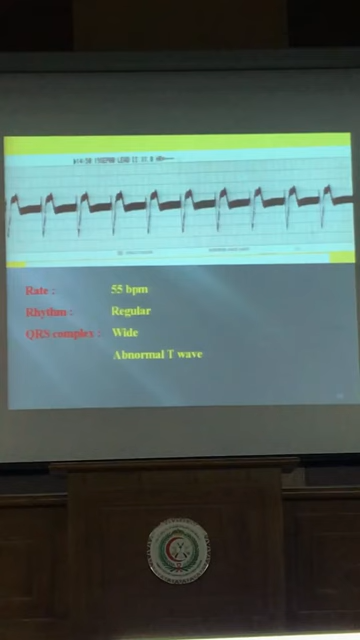 Rate : 55 bpm
Rhythm : Regular
QRS complex : Wide
Abnormal T wave